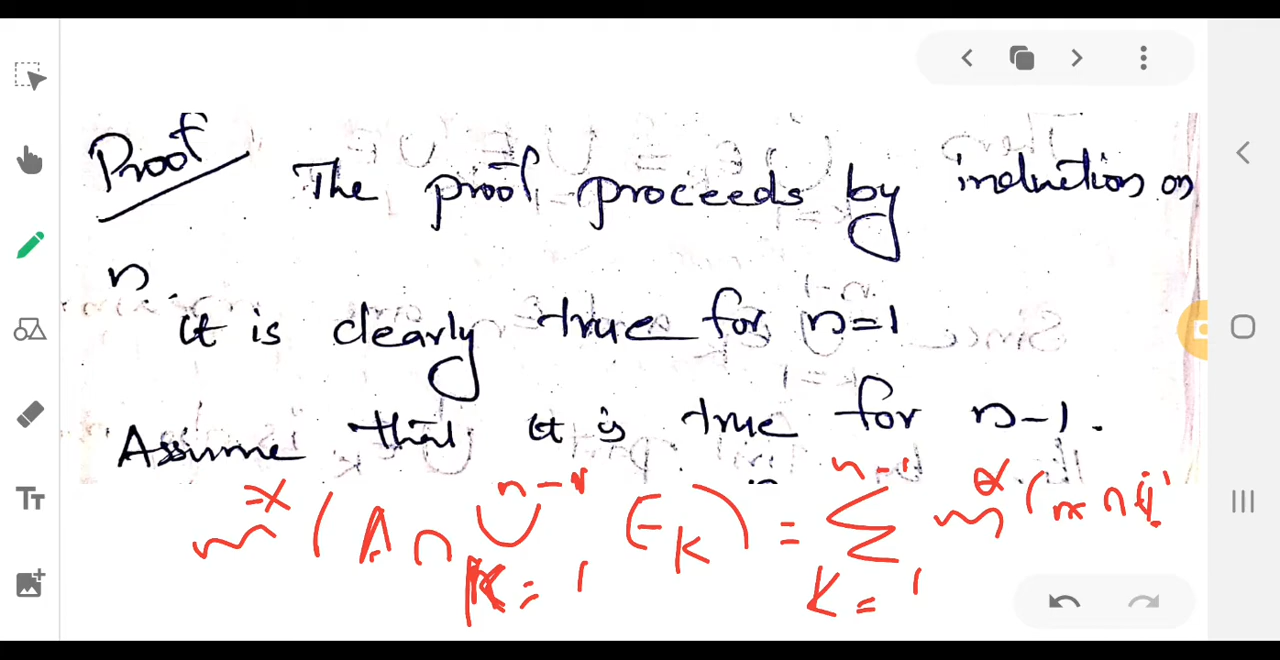 Proof The proof proceeds by induction on
n.
it is clearly true for n=1
Assume that it is true for n-1.
m* (A ∩ ⋃_{K=1}^{n-1} E_K) = ∑_{K=1}^{n-1} m* (
Tт